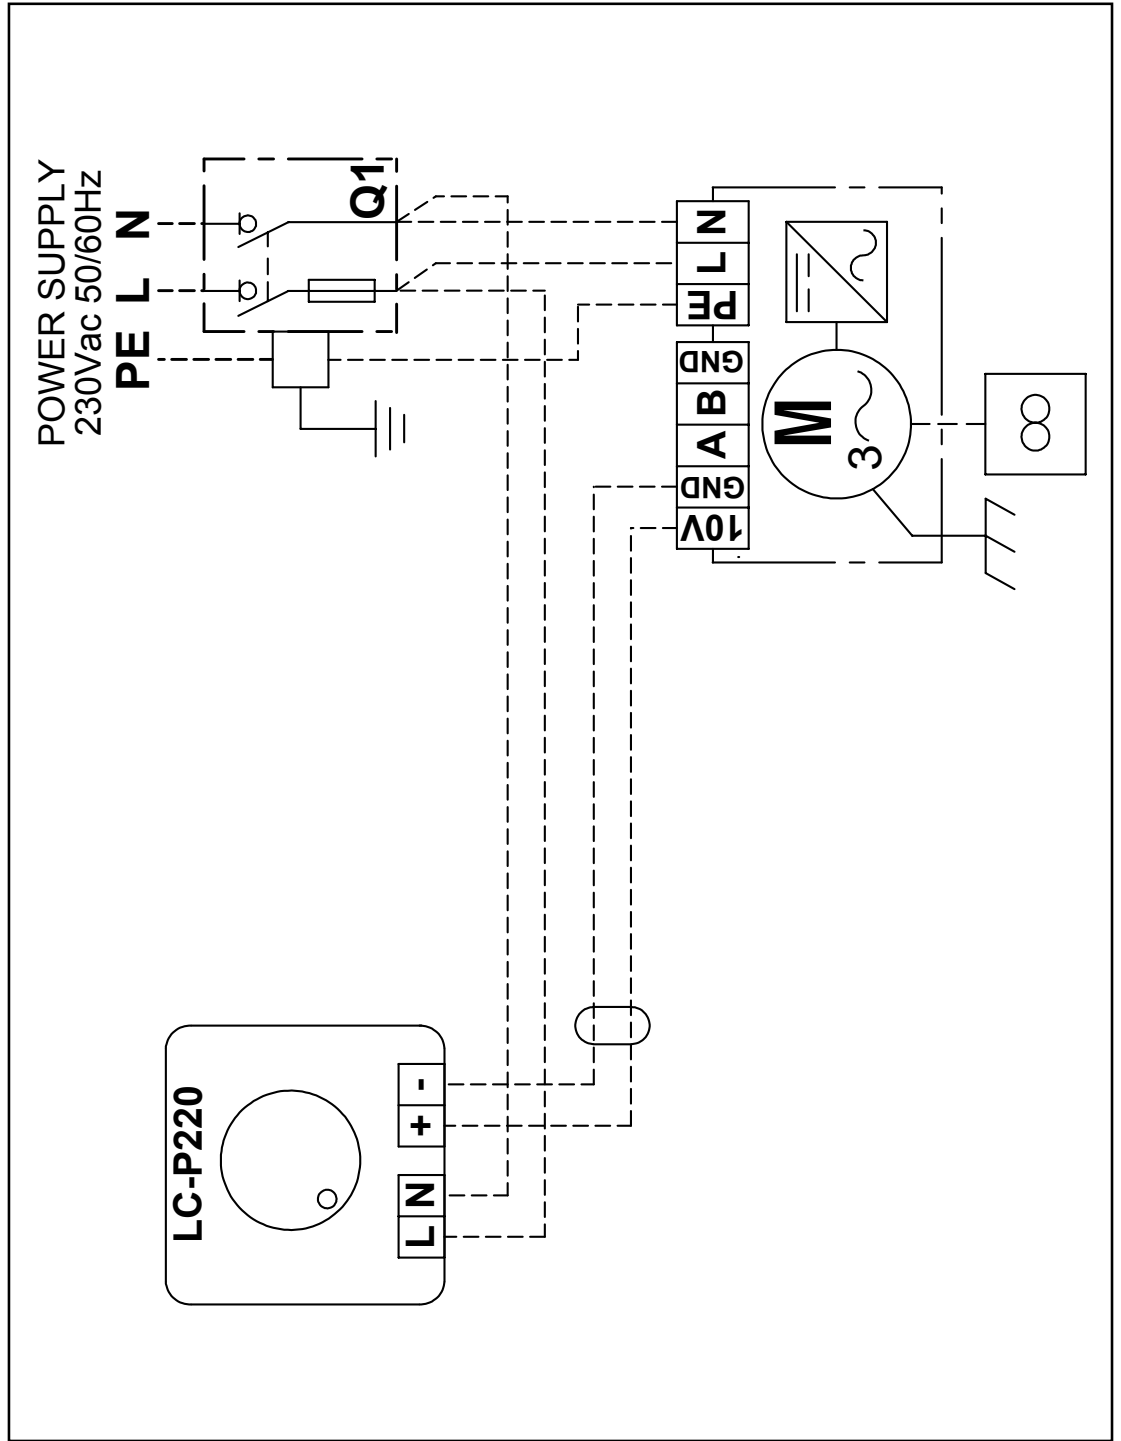 POWER SUPPLY
230Vac 50/60Hz
PE L N
Q1
N
L
PE
GND
B
A
GND
10V
M
3
LC-P220
L N + -